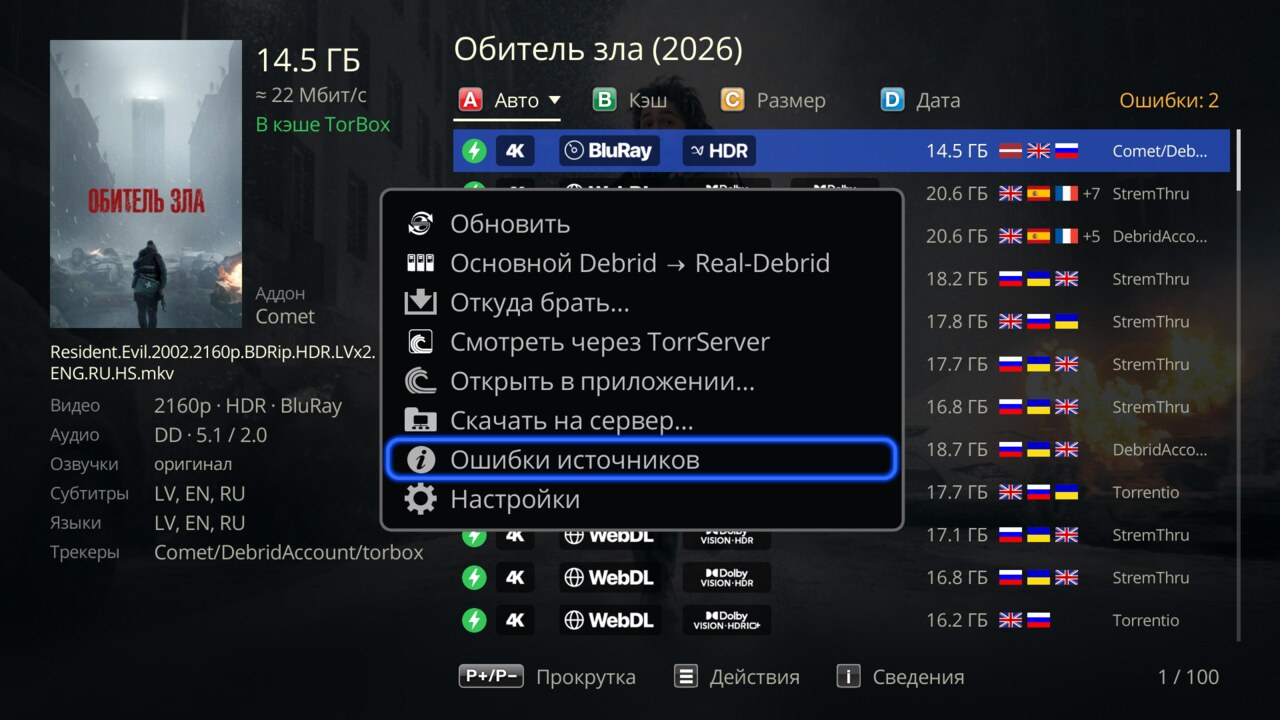 14.5 ГБ
≈ 22 Мбит/с
В кэше TorBox
ОБИТЕЛЬ ЗЛА
Аддон
Comet
Resident.Evil.2002.2160p.BDRip.HDR.LVx2.
ENG.RU.HS.mkv
Видео 2160p · HDR · BluRay
Аудио DD · 5.1 / 2.0
Озвучки оригинал
Субтитры LV, EN, RU
Языки LV, EN, RU
Трекеры Comet/DebridAccount/torbox
Обитель зла (2026)
A Авто B Кэш C Размер D Дата Ошибки: 2
4K BluRay HDR 14.5 ГБ Comet/Deb...
20.6 ГБ +7 StremThru
20.6 ГБ +5 DebridAcco...
18.2 ГБ StremThru
17.8 ГБ StremThru
17.7 ГБ StremThru
16.8 ГБ StremThru
18.7 ГБ DebridAcco...
17.7 ГБ Torrentio
4K WebDL Dolby VISION·HDR 17.1 ГБ StremThru
4K WebDL Dolby VISION·HDR 16.8 ГБ StremThru
4K WebDL Dolby VISION·HDR10+ 16.2 ГБ Torrentio
Обновить
Основной Debrid → Real-Debrid
Откуда брать...
Смотреть через TorrServer
Открыть в приложении...
Скачать на сервер...
Ошибки источников
Настройки
P+/P− Прокрутка Действия i Сведения 1 / 100